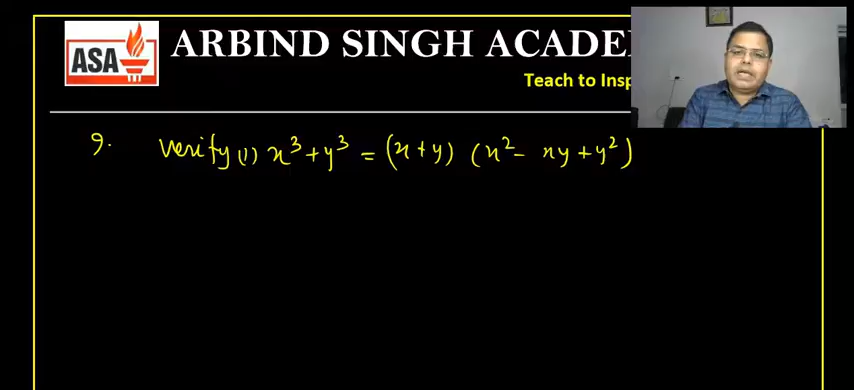 ASA
ARBIND SINGH ACADE
Teach to Insp
9. Verify (i) x³ + y³ = (x + y) (x² - xy + y²)